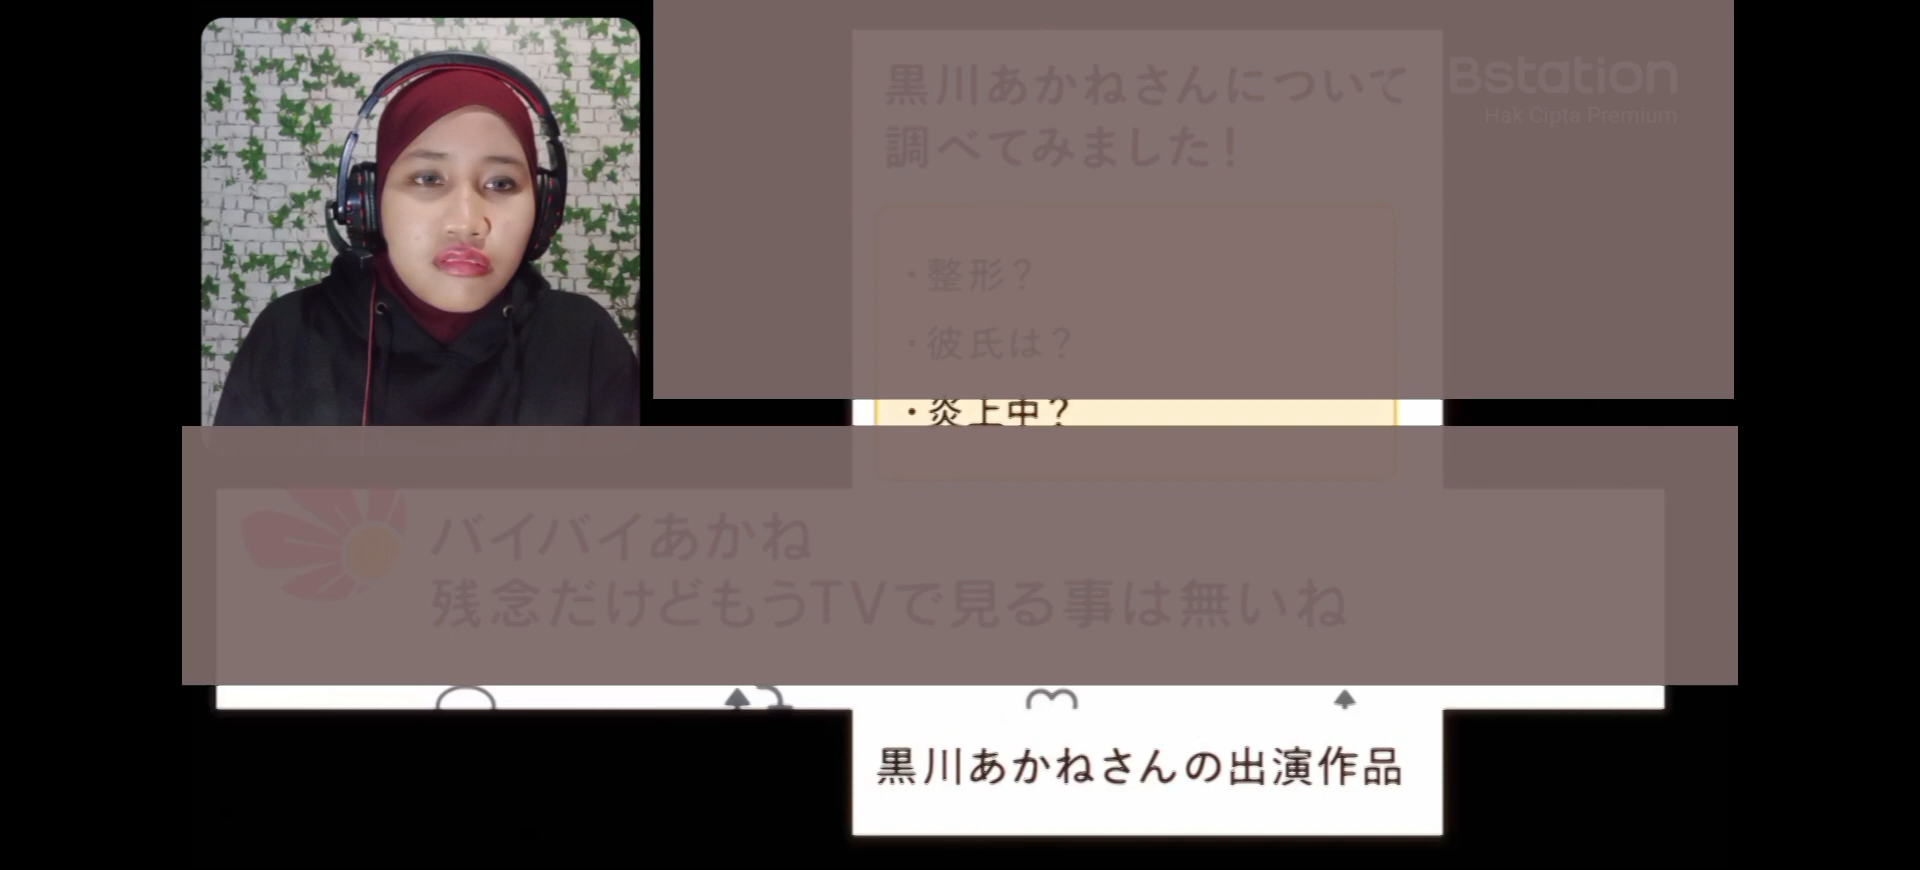 黒川あかねさんについて
調べてみました!
Bstation
Hak Cipta Premium
・整形?
・彼氏は?
・炎上中?
バイバイあかね
残念だけどもうTVで見る事は無いね
黒川あかねさんの出演作品